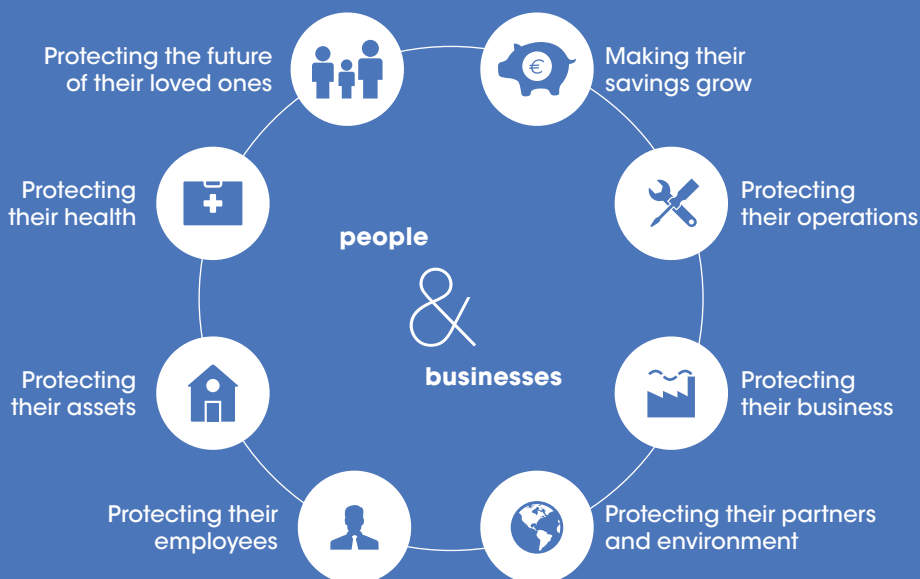 Protecting the future
of their loved ones
Making their
savings grow
€
Protecting
their health
Protecting
their operations
people
&
businesses
Protecting
their assets
Protecting
their business
Protecting their
employees
Protecting their partners
and environment